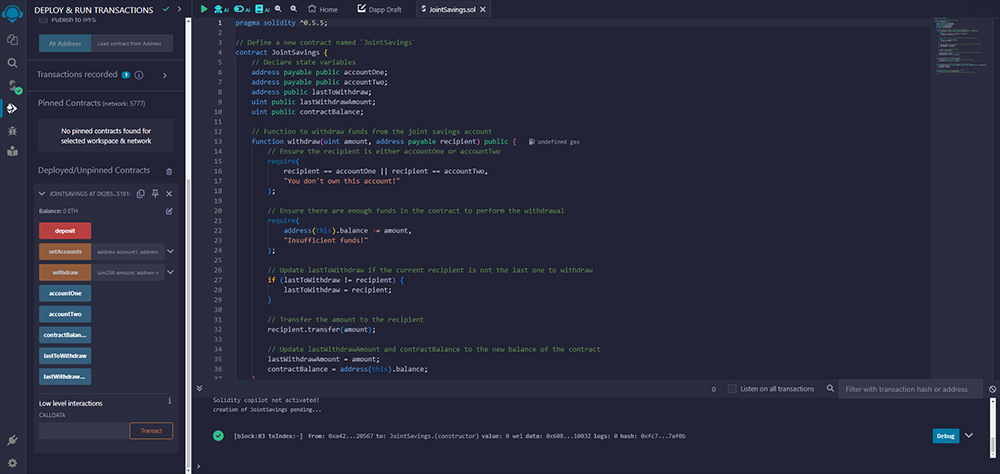 DEPLOY & RUN TRANSACTIONS
Publish to IPFS
At Address
Load contract from Address
Transactions recorded 1 i
Pinned Contracts (network: 5777)
No pinned contracts found for
selected workspace & network
Deployed/Unpinned Contracts
Balance: 0 ETH
deposit
setAccounts
address account1, address
withdraw
uint256 amount, address
accountOne
accountTwo
contractBalan...
lastToWithdraw
lastWithdraw...
Low level interactions
i
CALLDATA
Transact
AI
AI
AI
Home
Dapp Draft
JointSavings.sol
1 pragma solidity ^0.5.5;
2
3 // Define a new contract named `JointSavings`
4 contract JointSavings {
5 // Declare state variables
6 address payable public accountOne;
7 address payable public accountTwo;
8 address public lastToWithdraw;
9 uint public lastWithdrawAmount;
10 uint public contractBalance;
11
12 // Function to withdraw funds from the joint savings account
13 function withdraw(uint amount, address payable recipient) public { undefined gas
14 // Ensure the recipient is either accountOne or accountTwo
15 require(
16 recipient == accountOne || recipient == accountTwo,
17 "You don't own this account!"
18 );
19
20 // Ensure there are enough funds in the contract to perform the withdrawal
21 require(
22 address(this).balance >= amount,
23 "Insufficient funds!"
24 );
25
26 // Update lastToWithdraw if the current recipient is not the last one to withdraw
27 if (lastToWithdraw != recipient) {
28 lastToWithdraw = recipient;
29 }
30
31 // Transfer the amount to the recipient
32 recipient.transfer(amount);
33
34 // Update lastWithdrawAmount and contractBalance to the new balance of the contract
35 lastWithdrawAmount = amount;
36 contractBalance = address(this).balance;
37 }
0
Listen on all transactions
Filter with transaction hash or address
Solidity copilot not activated!
creation of JointSavings pending...
[block:83 txIndex:-] from: 0xa42...20567 to: JointSavings.(constructor) value: 0 wei data: 0x608...10032 logs: 0 hash: 0xfc7...7af0b
Debug
>